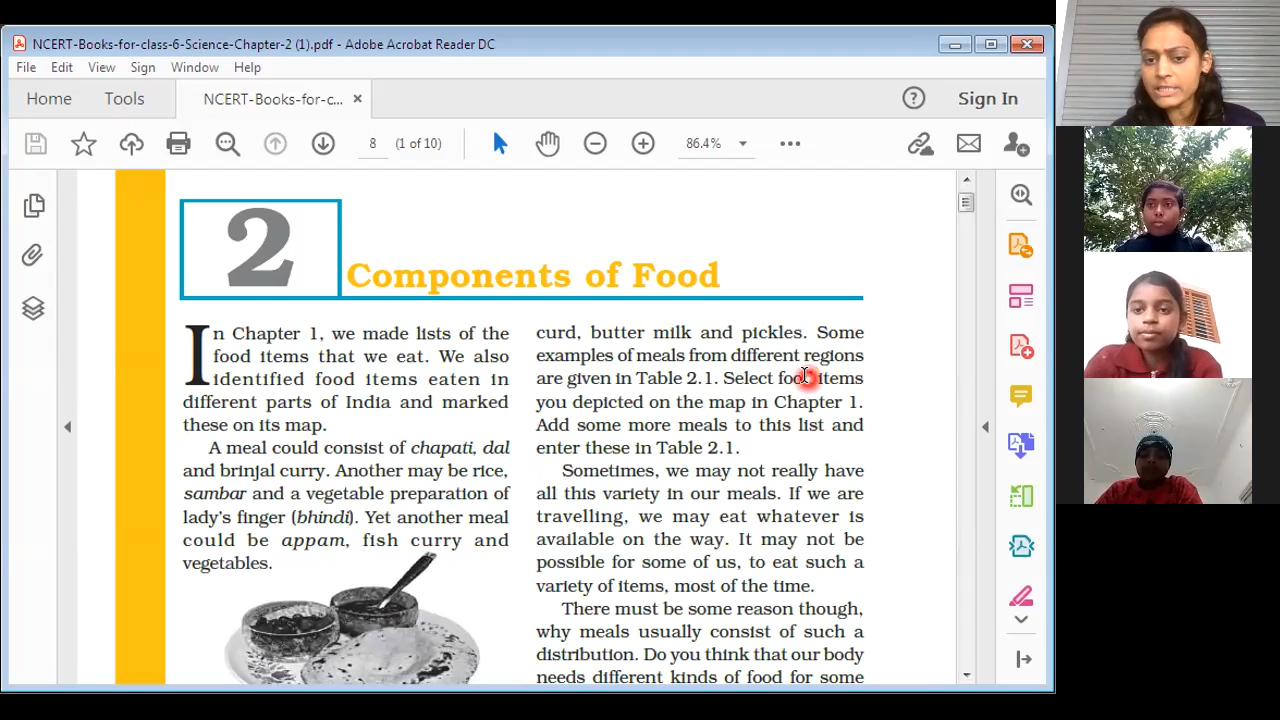 NCERT-Books-for-class-6-Science-Chapter-2 (1).pdf - Adobe Acrobat Reader DC
File Edit View Sign Window Help
Home Tools NCERT-Books-for-c... Sign In
8 (1 of 10) 86.4%
2
Components of Food
In Chapter 1, we made lists of the
food items that we eat. We also
identified food items eaten in
different parts of India and marked
these on its map.
A meal could consist of chapati, dal
and brinjal curry. Another may be rice,
sambar and a vegetable preparation of
lady's finger (bhindi). Yet another meal
could be appam, fish curry and
vegetables.
curd, butter milk and pickles. Some
examples of meals from different regions
are given in Table 2.1. Select food items
you depicted on the map in Chapter 1.
Add some more meals to this list and
enter these in Table 2.1.
Sometimes, we may not really have
all this variety in our meals. If we are
travelling, we may eat whatever is
available on the way. It may not be
possible for some of us, to eat such a
variety of items, most of the time.
There must be some reason though,
why meals usually consist of such a
distribution. Do you think that our body
needs different kinds of food for some